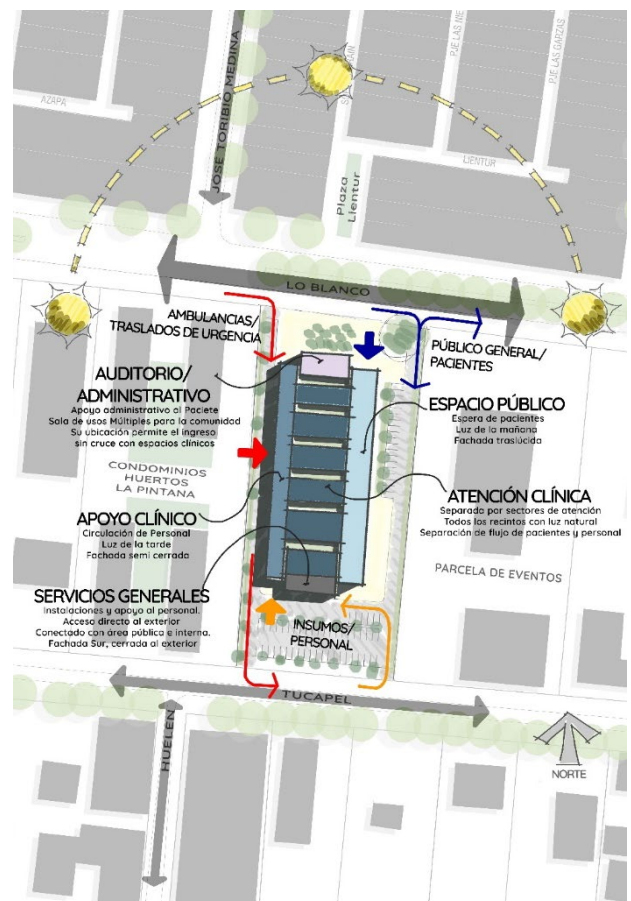 PJE LAS GARZAS
AZAPA
JOSE TORIBIO MEDINA
LIENTUR
Plaza
Llentur
LO BLANCO
AMBULANCIAS/
TRASLADOS DE URGENCIA
PÚBLICO GENERAL/
PACIENTES
AUDITORIO/
ADMINISTRATIVO
Apoyo administrativo al Paciete
Sala de usos Múltiples para la comunidad
Su ubicación permite el ingreso
sin cruce con espacios clínicos
ESPACIO PÚBLICO
Espera de pacientes
Luz de la mañana
Fachada traslúcida
CONDOMINIOS
HUERTOS
LA PINTANA
ATENCIÓN CLÍNICA
Separada por sectores de atención
Todos los recintos con luz natural
Separación de flujo de pacientes y personal
APOYO CLÍNICO
Circulación de Personal
Luz de la tarde
Fachada semi cerrada
PARCELA DE EVENTOS
SERVICIOS GENERALES
Instalaciones y apoyo al personal.
Acceso directo al exterior
Conectado con área pública e interna.
Fachada Sur, cerrada al exterior
INSUMOS/
PERSONAL
TUCAPEL
HUELEN
NORTE